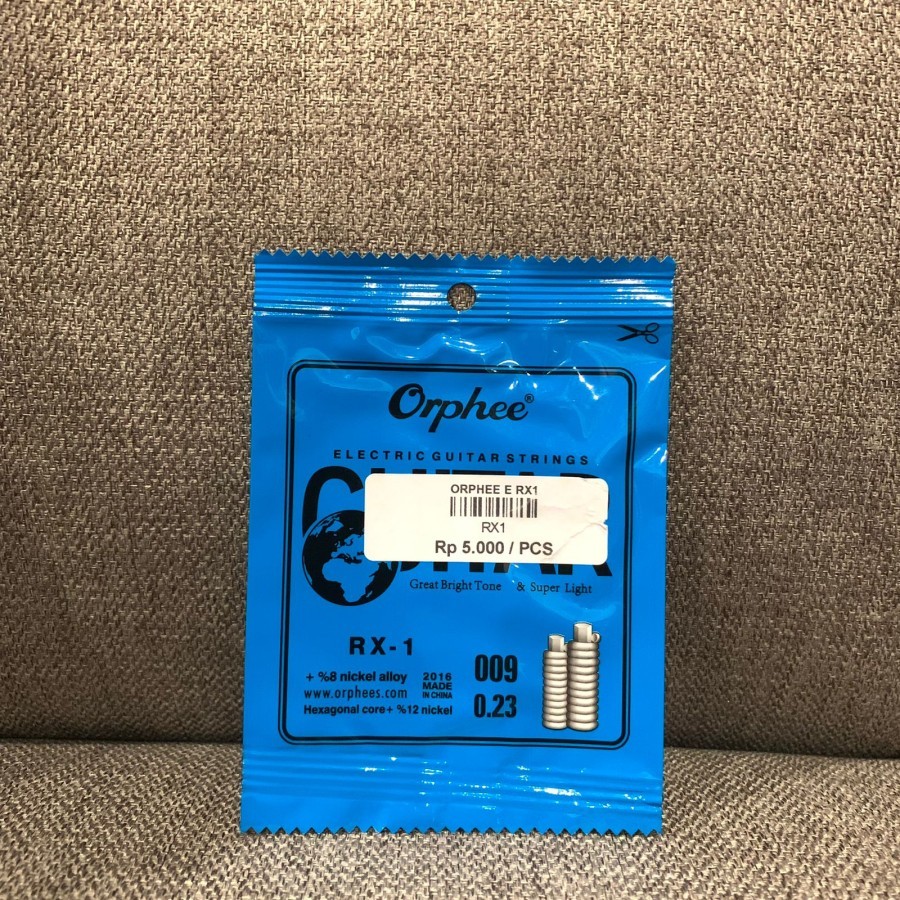 Orphee®
ELECTRIC GUITAR STRINGS
GUITAR
ORPHEE E RX1
RX1
Rp 5.000 / PCS
Great Bright Tone & Super Light
RX-1
+ %8 nickel alloy
www.orphees.com
Hexagonal core+ %12 nickel
2016
MADE
IN CHINA
009
0.23